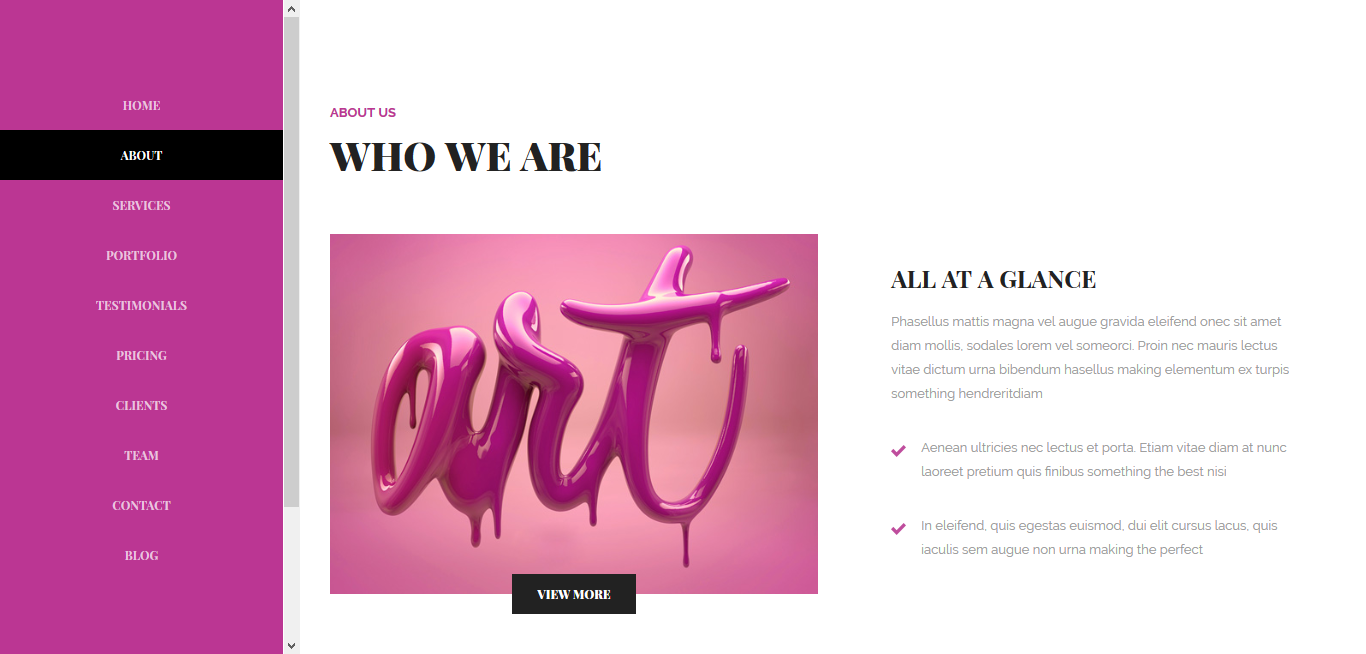 HOME
ABOUT
SERVICES
PORTFOLIO
TESTIMONIALS
PRICING
CLIENTS
TEAM
CONTACT
BLOG
ABOUT US
WHO WE ARE
art
VIEW MORE
ALL AT A GLANCE
Phasellus mattis magna vel augue gravida eleifend onec sit amet
diam mollis, sodales lorem vel someorci. Proin nec mauris lectus
vitae dictum urna bibendum hasellus making elementum ex turpis
something hendreritdiam
Aenean ultricies nec lectus et porta. Etiam vitae diam at nunc
laoreet pretium quis finibus something the best nisi
In eleifend, quis egestas euismod, dui elit cursus lacus, quis
iaculis sem augue non urna making the perfect